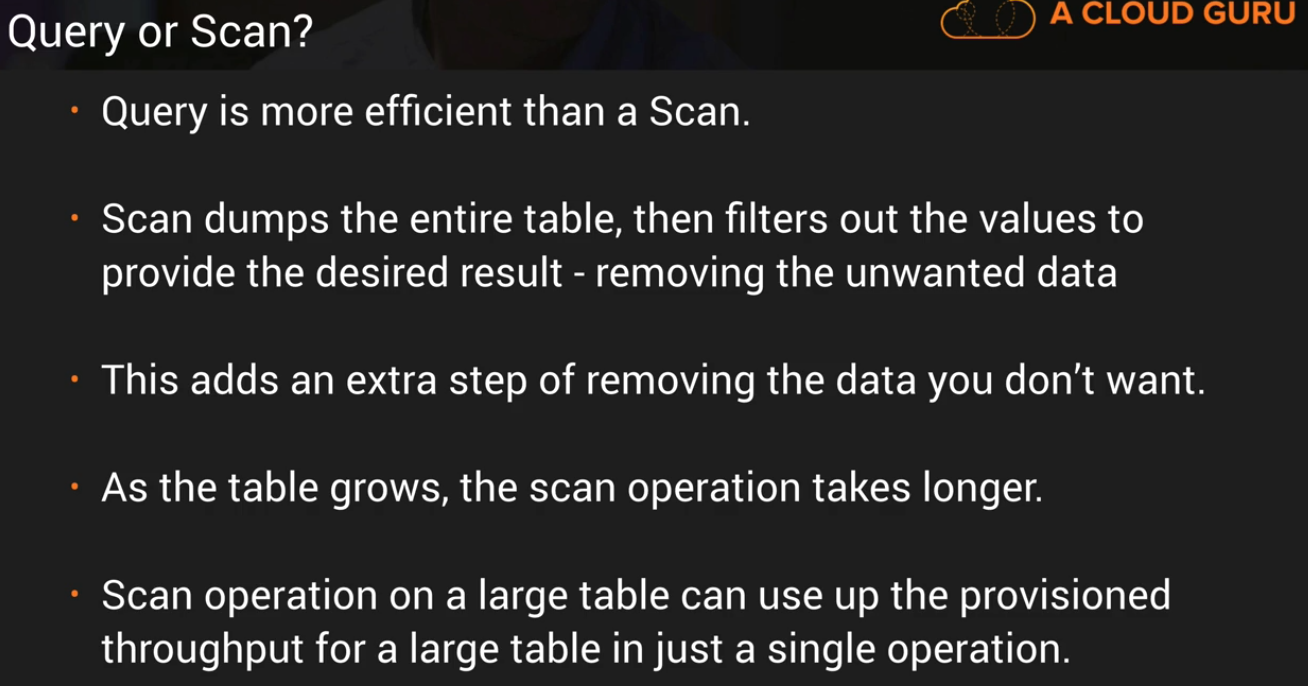 Query or Scan?
A CLOUD GURU
• Query is more efficient than a Scan.
• Scan dumps the entire table, then filters out the values to
provide the desired result - removing the unwanted data
• This adds an extra step of removing the data you don’t want.
• As the table grows, the scan operation takes longer.
• Scan operation on a large table can use up the provisioned
throughput for a large table in just a single operation.